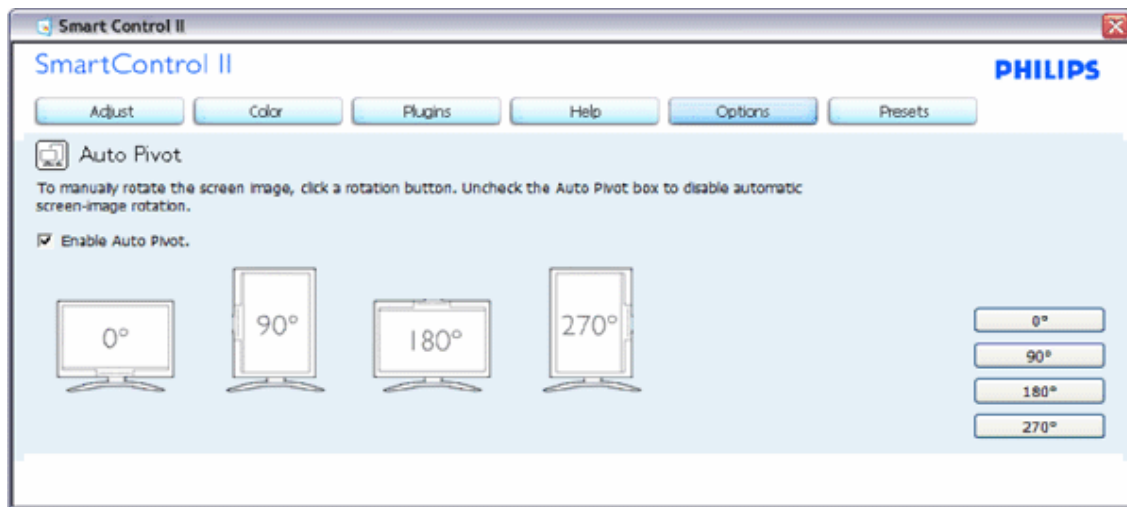 Smart Control II
SmartControl II
PHILIPS
Adjust Color Plugins Help Options Presets
Auto Pivot
To manually rotate the screen image, click a rotation button. Uncheck the Auto Pivot box to disable automatic
screen-image rotation.
Enable Auto Pivot.
0° 90° 180° 270°
0°
90°
180°
270°